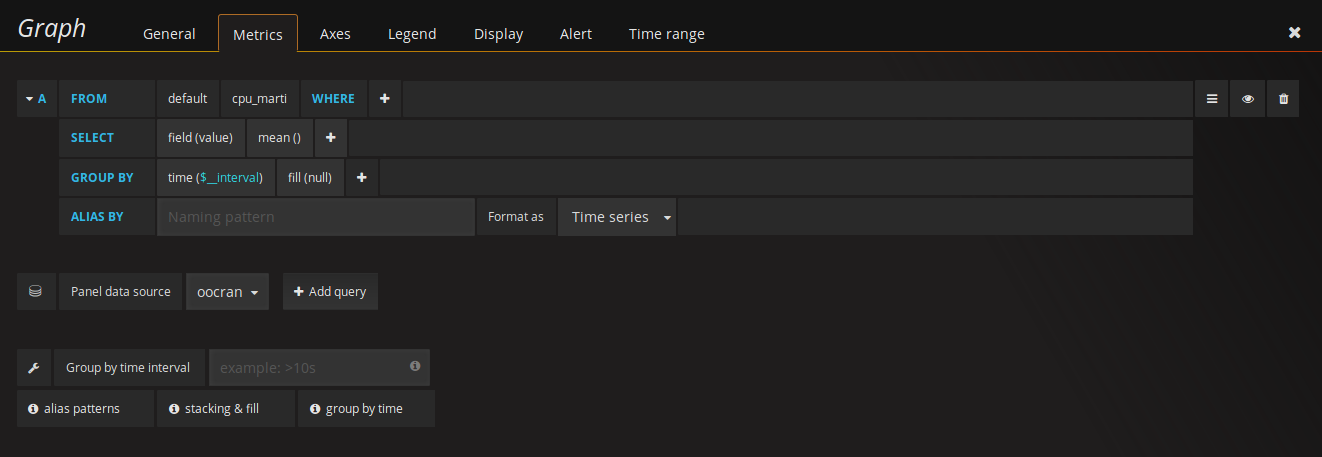 Graph General Metrics Axes Legend Display Alert Time range
A FROM default cpu_marti WHERE
SELECT field (value) mean ()
GROUP BY time ($__interval) fill (null)
ALIAS BY Naming pattern Format as Time series
Panel data source oocran Add query
Group by time interval example: >10s
alias patterns stacking & fill group by time